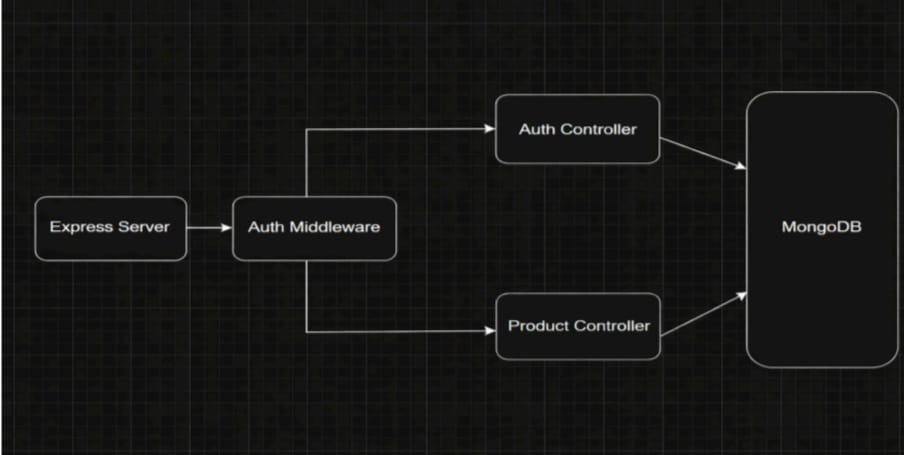 Express Server
Auth Middleware
Auth Controller
Product Controller
MongoDB